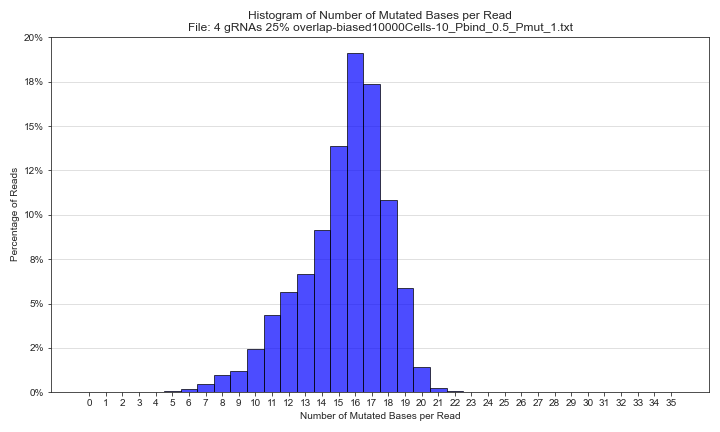 Histogram of Number of Mutated Bases per Read
File: 4 gRNAs 25% overlap-biased10000Cells-10_Pbind_0.5_Pmut_1.txt
20%
18%
15%
12%
10%
8%
5%
2%
0%
Percentage of Reads
0 1 2 3 4 5 6 7 8 9 10 11 12 13 14 15 16 17 18 19 20 21 22 23 24 25 26 27 28 29 30 31 32 33 34 35
Number of Mutated Bases per Read